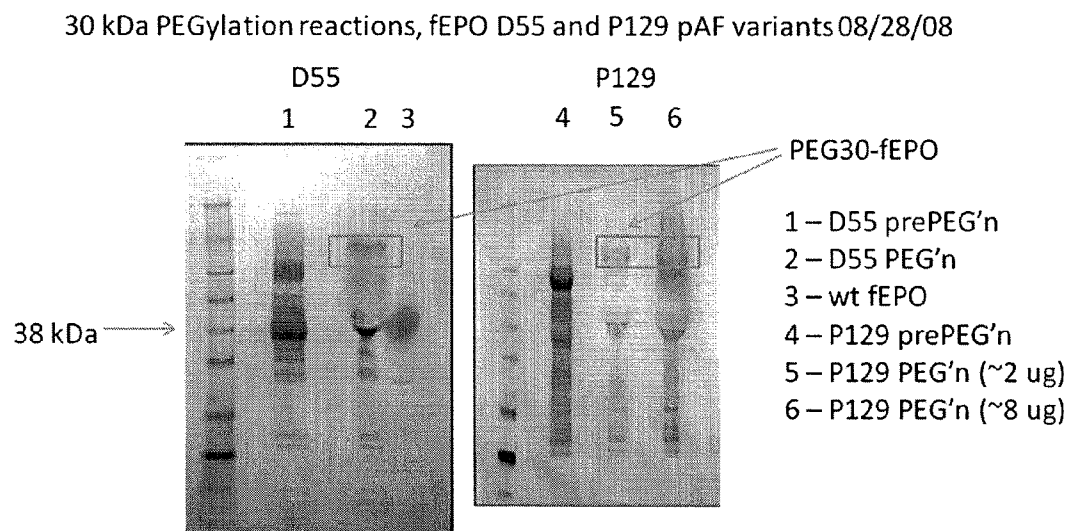 30 kDa PEGylation reactions, fEPO D55 and P129 pAF variants 08/28/08
D55
P129
1 2 3
4 5 6
PEG30-fEPO
1 – D55 prePEG'n
2 – D55 PEG'n
3 – wt fEPO
4 – P129 prePEG'n
5 – P129 PEG'n (~2 ug)
6 – P129 PEG'n (~8 ug)
38 kDa